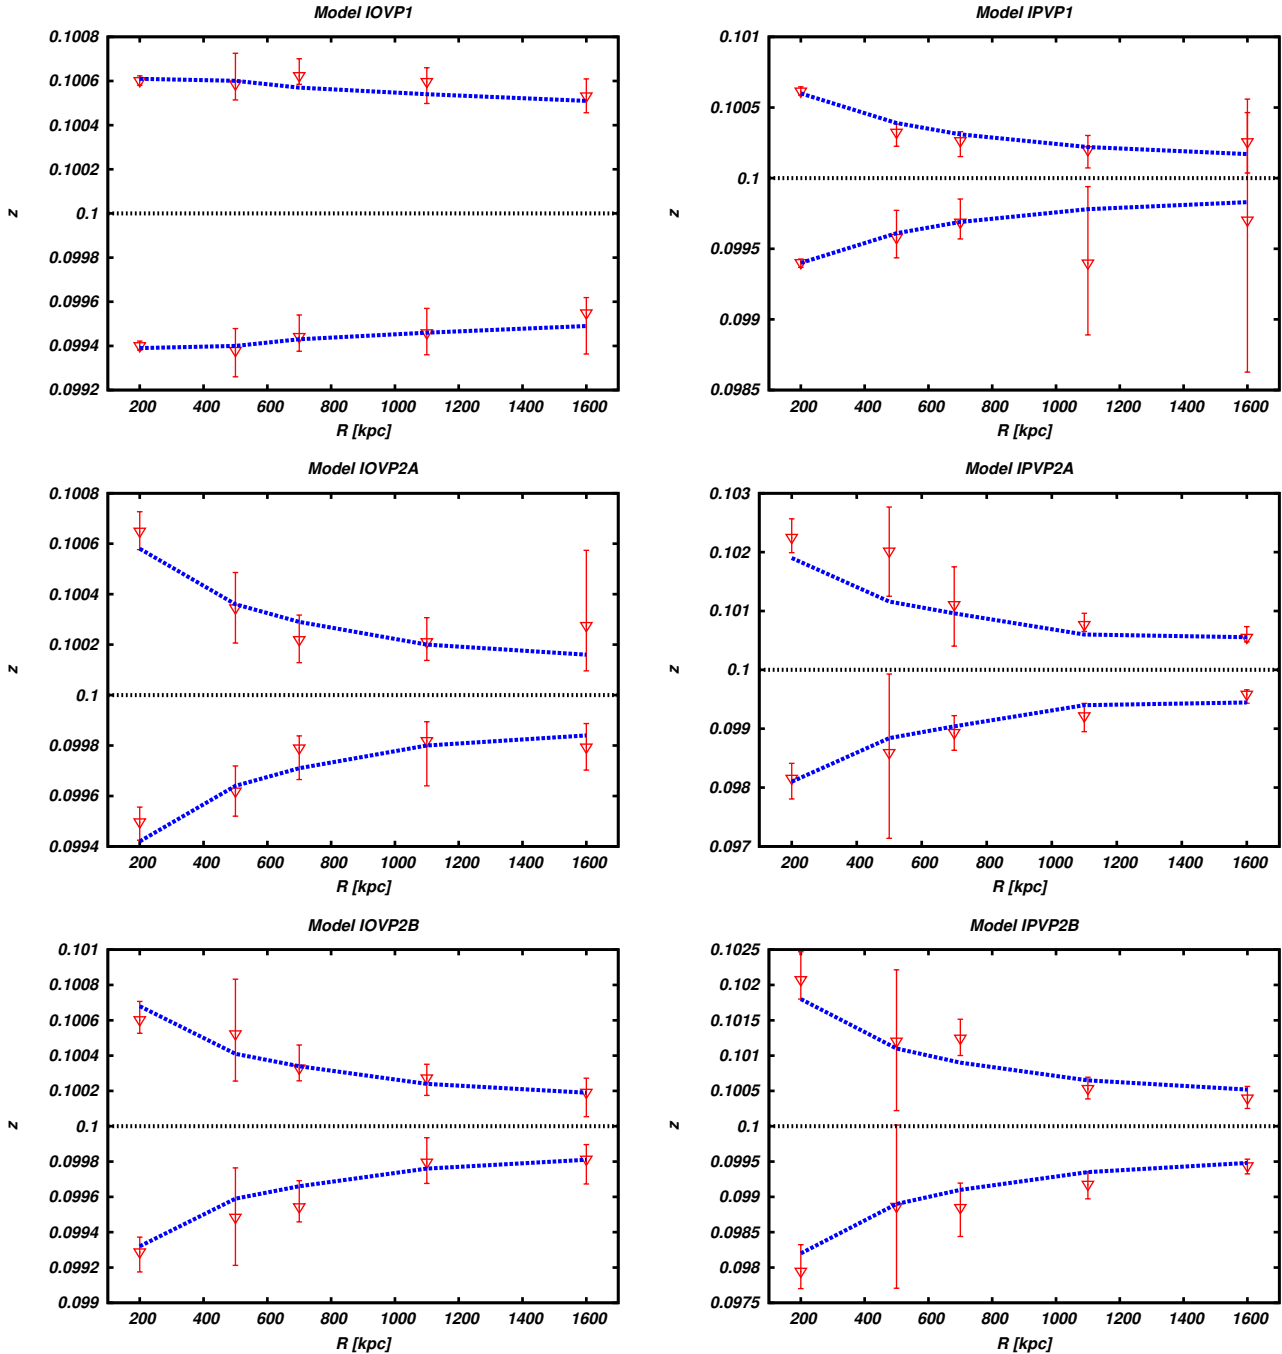 Model IOVP1
0.1008
0.1006
0.1004
0.1002
0.1
0.0998
0.0996
0.0994
0.0992
z
200 400 600 800 1000 1200 1400 1600
R [kpc]
Model IPVP1
0.101
0.1005
0.1
0.0995
0.099
0.0985
z
200 400 600 800 1000 1200 1400 1600
R [kpc]
Model IOVP2A
0.1008
0.1006
0.1004
0.1002
0.1
0.0998
0.0996
0.0994
z
200 400 600 800 1000 1200 1400 1600
R [kpc]
Model IPVP2A
0.103
0.102
0.101
0.1
0.099
0.098
0.097
z
200 400 600 800 1000 1200 1400 1600
R [kpc]
Model IOVP2B
0.101
0.1008
0.1006
0.1004
0.1002
0.1
0.0998
0.0996
0.0994
0.0992
0.099
z
200 400 600 800 1000 1200 1400 1600
R [kpc]
Model IPVP2B
0.1025
0.102
0.1015
0.101
0.1005
0.1
0.0995
0.099
0.0985
0.098
0.0975
z
200 400 600 800 1000 1200 1400 1600
R [kpc]